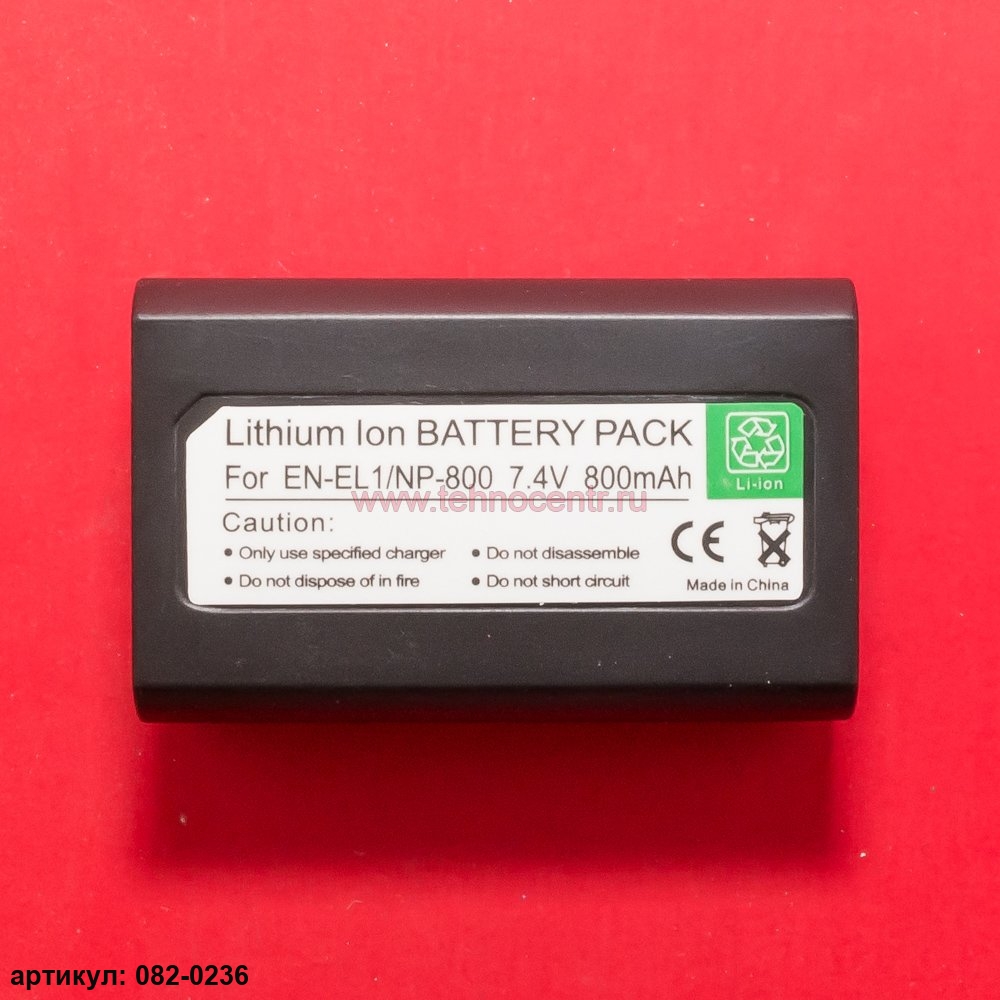 Lithium Ion BATTERY PACK
For EN-EL1/NP-800 7.4V 800mAh
www.tehnocentr.ru
Li-ion
Caution:
• Only use specified charger • Do not disassemble
• Do not dispose of in fire • Do not short circuit
CE
Made in China
артикул: 082-0236